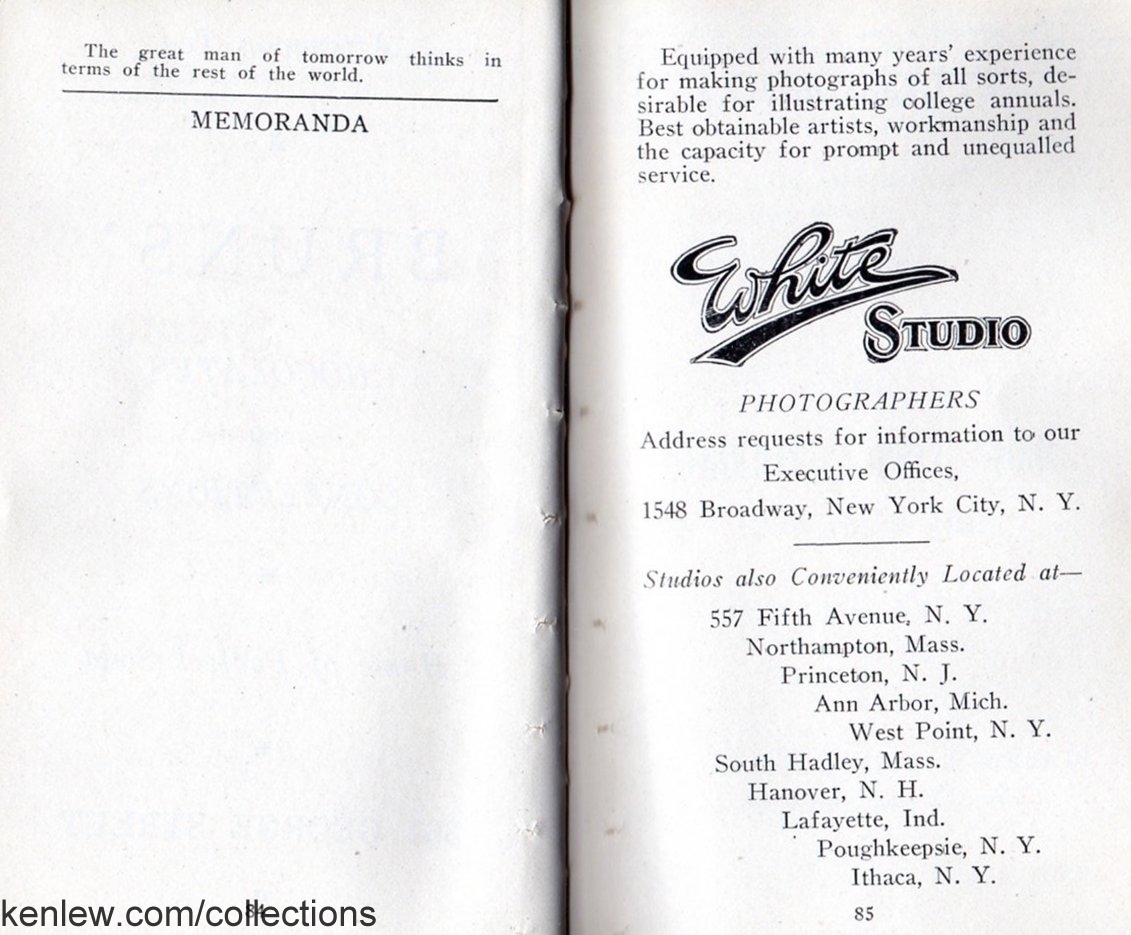 The great man of tomorrow thinks in
terms of the rest of the world.
MEMORANDA
84
Equipped with many years' experience
for making photographs of all sorts, de-
sirable for illustrating college annuals.
Best obtainable artists, workmanship and
the capacity for prompt and unequalled
service.
White
STUDIO
PHOTOGRAPHERS
Address requests for information to our
Executive Offices,
1548 Broadway, New York City, N. Y.
Studios also Conveniently Located at—
557 Fifth Avenue, N. Y.
Northampton, Mass.
Princeton, N. J.
Ann Arbor, Mich.
West Point, N. Y.
South Hadley, Mass.
Hanover, N. H.
Lafayette, Ind.
Poughkeepsie, N. Y.
Ithaca, N. Y.
85
kenlew.com/collections